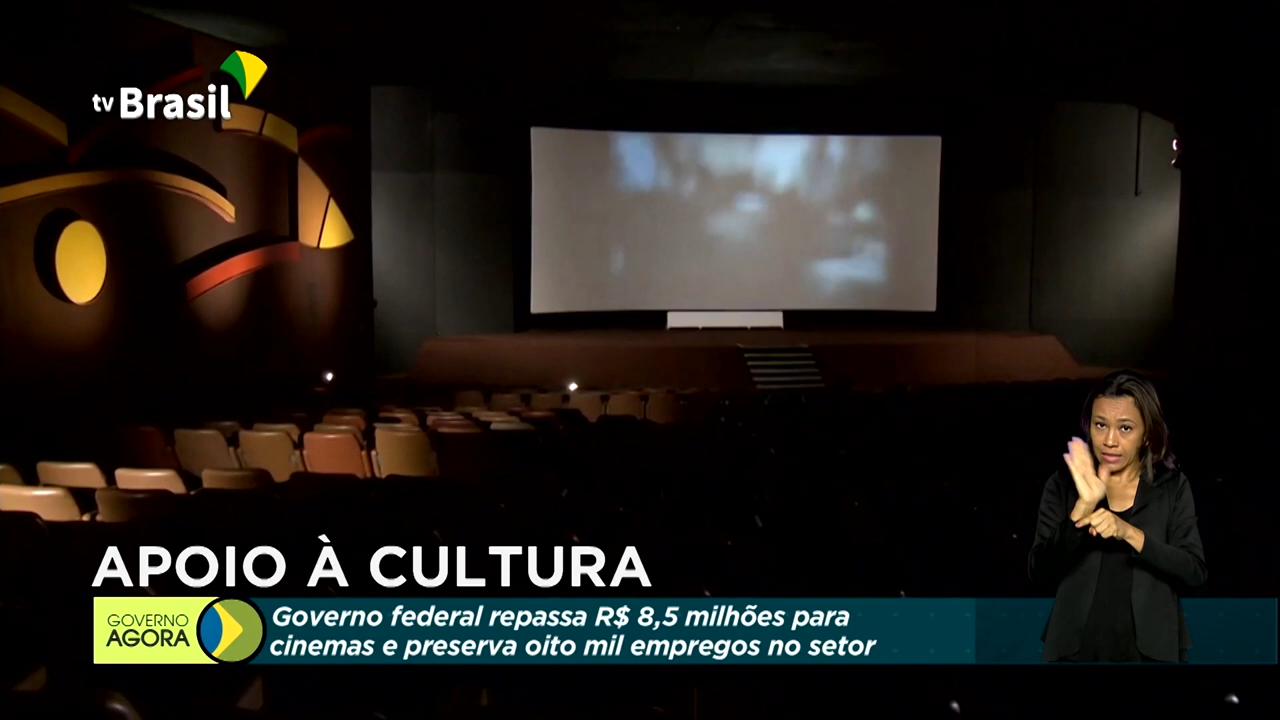 tv Brasil
APOIO À CULTURA
GOVERNO
AGORA
Governo federal repassa R$ 8,5 milhões para
cinemas e preserva oito mil empregos no setor